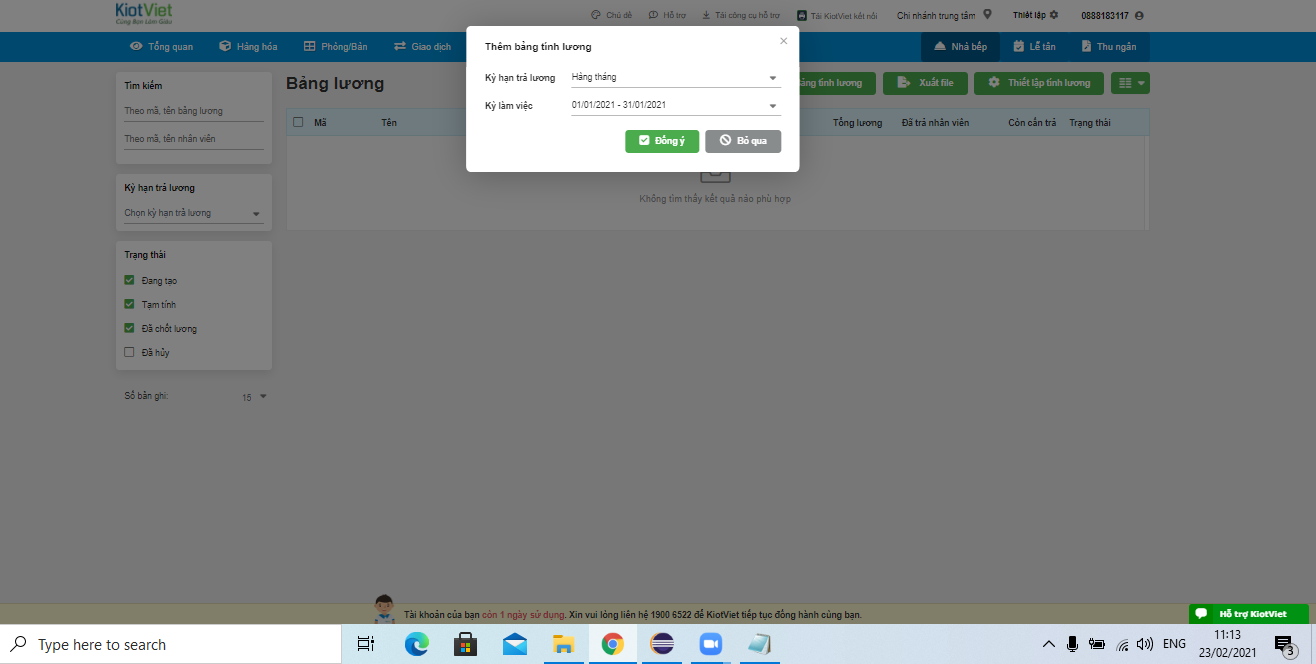 KiotViet
Cùng Bạn Làm Giàu
Chủ đề
Hỗ trợ
Tải công cụ hỗ trợ
Tải KiotViet kết nối
Chi nhánh trung tâm
Thiết lập
0888183117
Tổng quan
Hàng hóa
Phòng/Bàn
Giao dịch
Nhà bếp
Lễ tân
Thu ngân
Thêm bảng tính lương
Kỳ hạn trả lương
Hàng tháng
Kỳ làm việc
01/01/2021 - 31/01/2021
Đồng ý
Bỏ qua
Tìm kiếm
Theo mã, tên bảng lương
Theo mã, tên nhân viên
Kỳ hạn trả lương
Chọn kỳ hạn trả lương
Trạng thái
Đang tạo
Tạm tính
Đã chốt lương
Đã hủy
Số bản ghi:
15
Bảng lương
tính lương
Xuất file
Thiết lập tính lương
Mã
Tên
Tổng lương
Đã trả nhân viên
Còn cần trả
Trạng thái
Không tìm thấy kết quả nào phù hợp
Tài khoản của bạn còn 1 ngày sử dụng. Xin vui lòng liên hệ 1900 6522 để KiotViet tiếp tục đồng hành cùng bạn.
Hỗ trợ KiotViet
Type here to search
ENG
11:13
23/02/2021
3